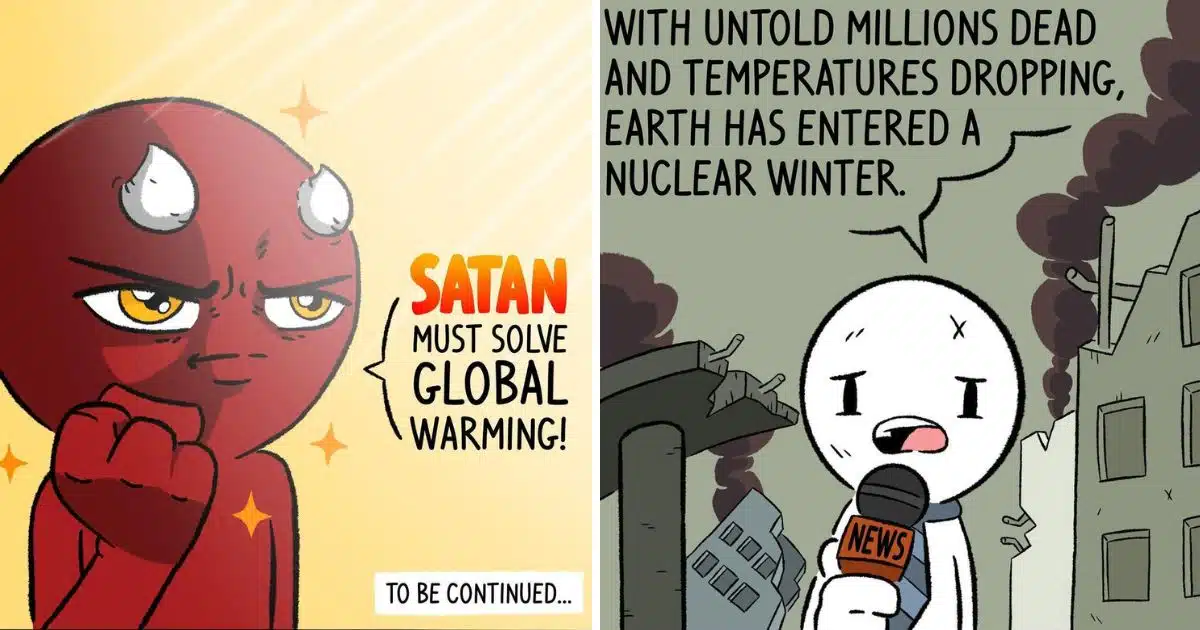 SATAN
MUST SOLVE
GLOBAL
WARMING!
TO BE CONTINUED...
WITH UNTOLD MILLIONS DEAD
AND TEMPERATURES DROPPING,
EARTH HAS ENTERED A
NUCLEAR WINTER.
NEWS